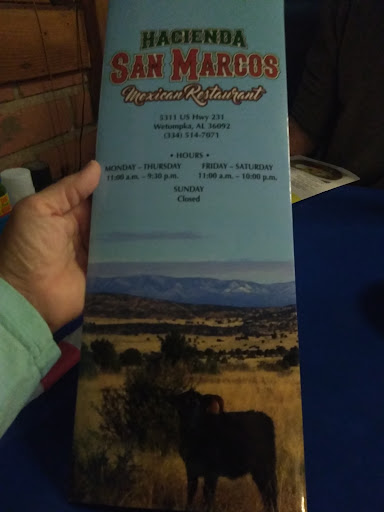 HACIENDA
SAN MARCOS
Mexican Restaurant
5311 US Hwy 231
Wetumpka, AL 36092
(334) 514-7071
• HOURS •
MONDAY – THURSDAY FRIDAY – SATURDAY
11:00 a.m. – 9:30 p.m. 11:00 a.m. – 10:00 p.m.
SUNDAY
Closed